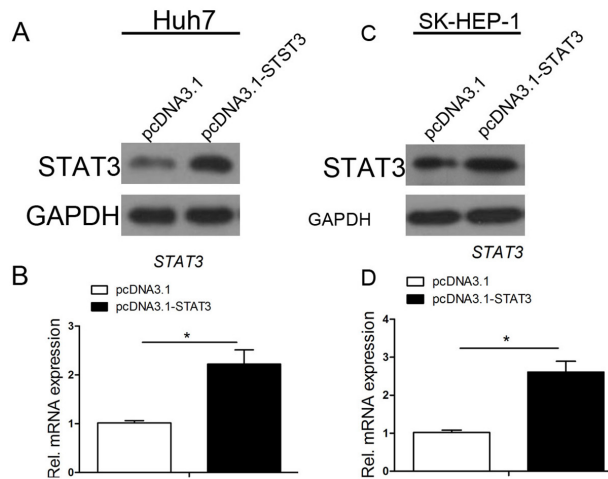 A
Huh7
pcDNA3.1
pcDNA3.1-STST3
STAT3
GAPDH
B
STAT3
pcDNA3.1
pcDNA3.1-STAT3
Rel. mRNA expression
3
2
1
0
*
C
SK-HEP-1
pcDNA3.1
pcDNA3.1-STAT3
STAT3
GAPDH
D
STAT3
pcDNA3.1
pcDNA3.1-STAT3
Rel. mRNA expression
4
3
2
1
0
*